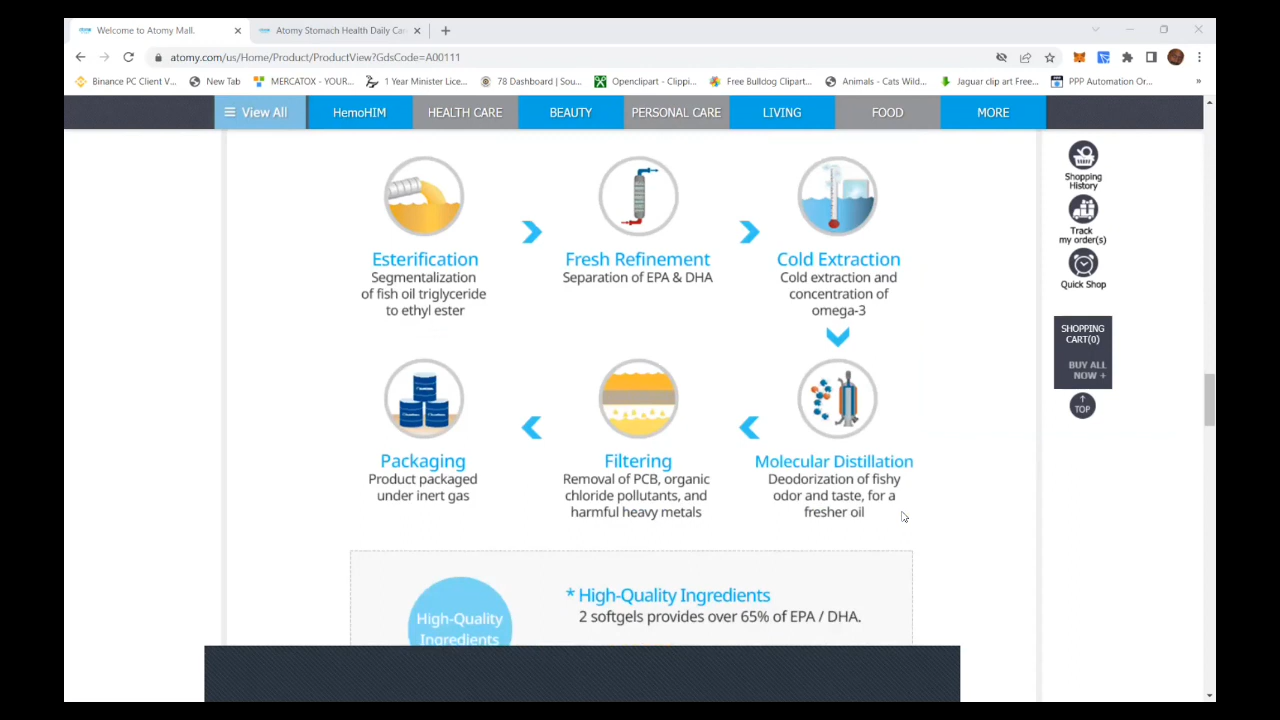 Welcome to Atomy Mall.
Atomy Stomach Health Daily Car
atomy.com/us/Home/Product/ProductView?GdsCode=A00111
Binance PC Client V...
New Tab
MERCATOX - YOUR...
1 Year Minister Lice...
78 Dashboard | Sou...
Openclipart - Clippi...
Free Bulldog Clipart...
Animals - Cats Wild...
Jaguar clip art Free...
PPP Automation Or...
View All
HemoHIM
HEALTH CARE
BEAUTY
PERSONAL CARE
LIVING
FOOD
MORE
Esterification
Segmentalization
of fish oil triglyceride
to ethyl ester
Fresh Refinement
Separation of EPA & DHA
Cold Extraction
Cold extraction and
concentration of
omega-3
Packaging
Product packaged
under inert gas
Filtering
Removal of PCB, organic
chloride pollutants, and
harmful heavy metals
Molecular Distillation
Deodorization of fishy
odor and taste, for a
fresher oil
High-Quality
Ingredients
* High-Quality Ingredients
2 softgels provides over 65% of EPA / DHA.
Shopping
History
Track
my order(s)
Quick Shop
SHOPPING
CART(0)
BUY ALL
NOW +
TOP